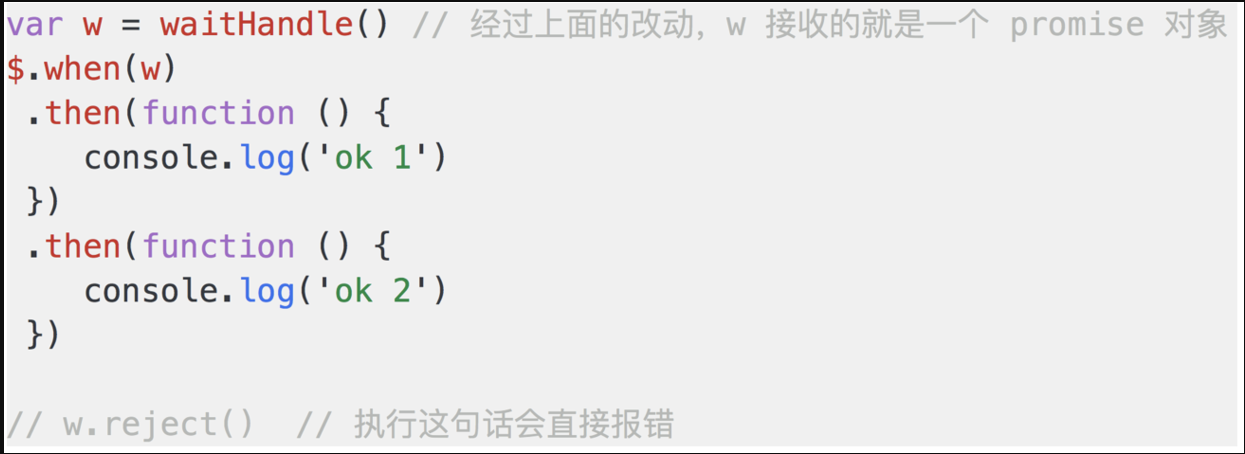 var w = waitHandle() // 经过上面的改动，w 接收的就是一个 promise 对象
$.when(w)
 .then(function () {
    console.log('ok 1')
 })
 .then(function () {
    console.log('ok 2')
 })
// w.reject()  // 执行这句话会直接报错